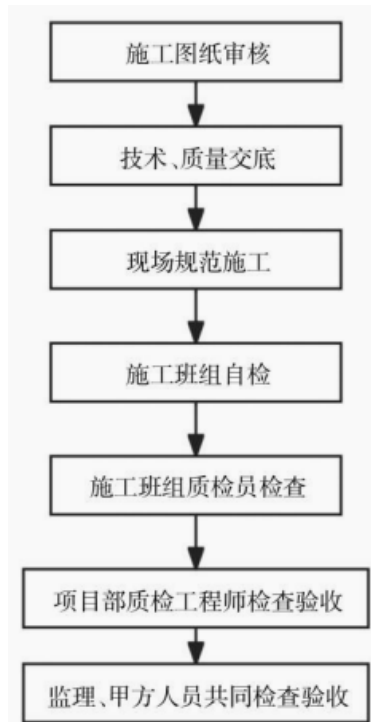 施工图纸审核
技术、质量交底
现场规范施工
施工班组自检
施工班组质检员检查
项目部质检工程师检查验收
监理、甲方人员共同检查验收